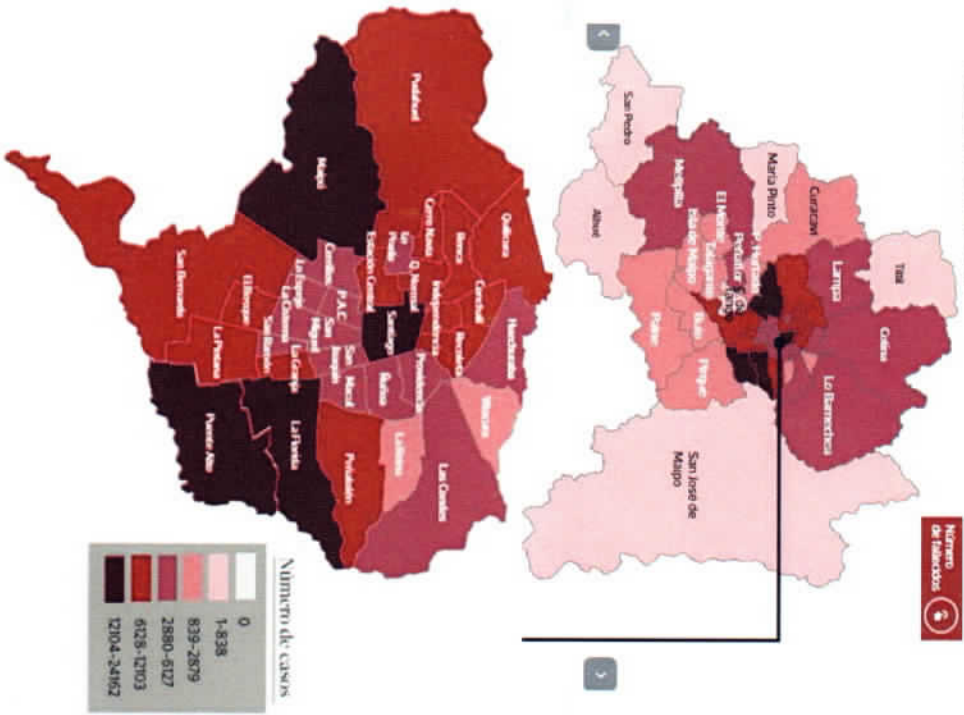 Número
de fallecidos
Tiltil
Colina
Lampa
Lo Barnechea
Curacaví
María Pinto
P. Hurtado
Peñaflor
C. de
Tango
El Monte
Talagante
Isla de Maipo
Melipilla
Buin
Pirque
Paine
San José de
Maipo
San Pedro
Alhué
Quilicura
Huechuraba
Vitacura
Conchalí
Renca
Recoleta
Independencia
Cerro Navia
Pudahuel
Q. Normal
Lo
Prado
Santiago
Providencia
Las Condes
La Reina
Ñuñoa
Estación Central
Maipú
Cerrillos
P.A.C.
San
Miguel
San
Joaquín
Macul
Peñalolén
Lo Espejo
La Cisterna
San Ramón
La Granja
La Florida
El Bosque
La Pintana
San Bernardo
Puente Alto
Número de casos
0
1-838
839-2879
2880-6127
6128-12103
12104-24162